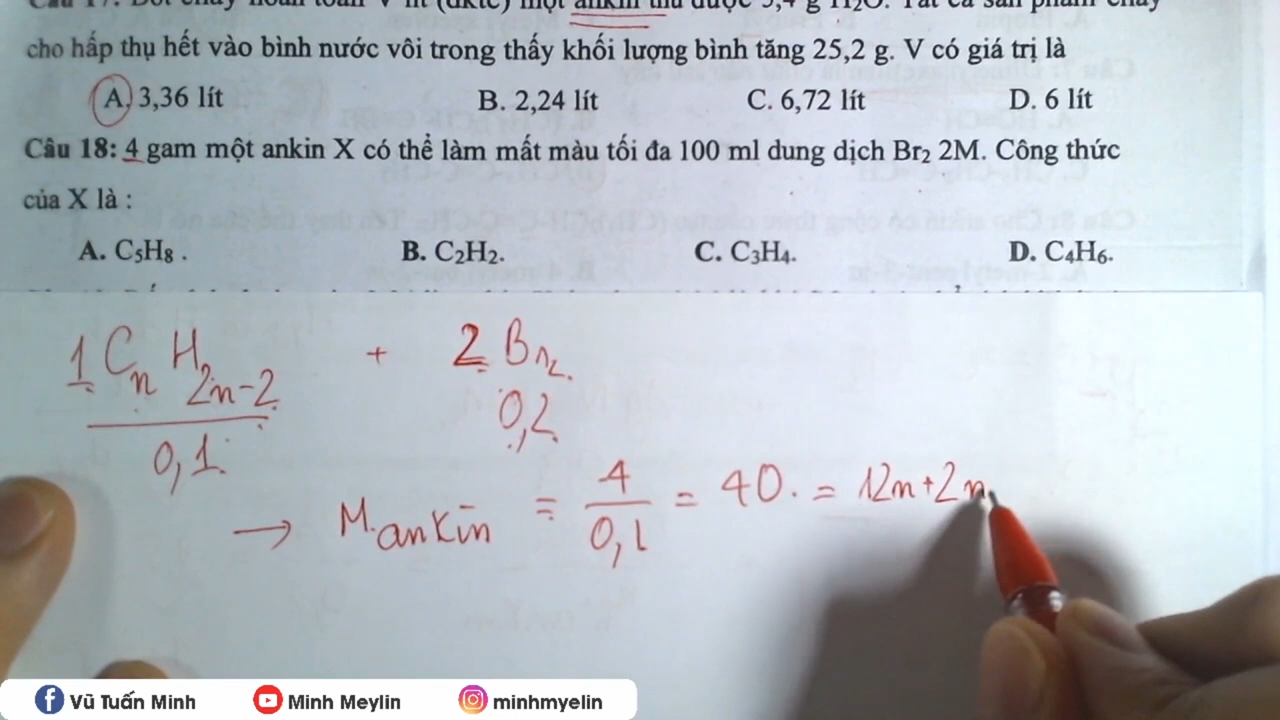 cho hấp thụ hết vào bình nước vôi trong thấy khối lượng bình tăng 25,2 g. V có giá trị là
A. 3,36 lít B. 2,24 lít C. 6,72 lít D. 6 lít
Câu 18: 4 gam một ankin X có thể làm mất màu tối đa 100 ml dung dịch Br2 2M. Công thức
của X là :
A. C5H8 . B. C2H2. C. C3H4. D. C4H6.
1 CnH2n-2 + 2 Br2.
0,1. 0,2
→ M ankin = 4/0,1 = 40. = 12n+2n
Vũ Tuấn Minh Minh Meylin minhmyelin